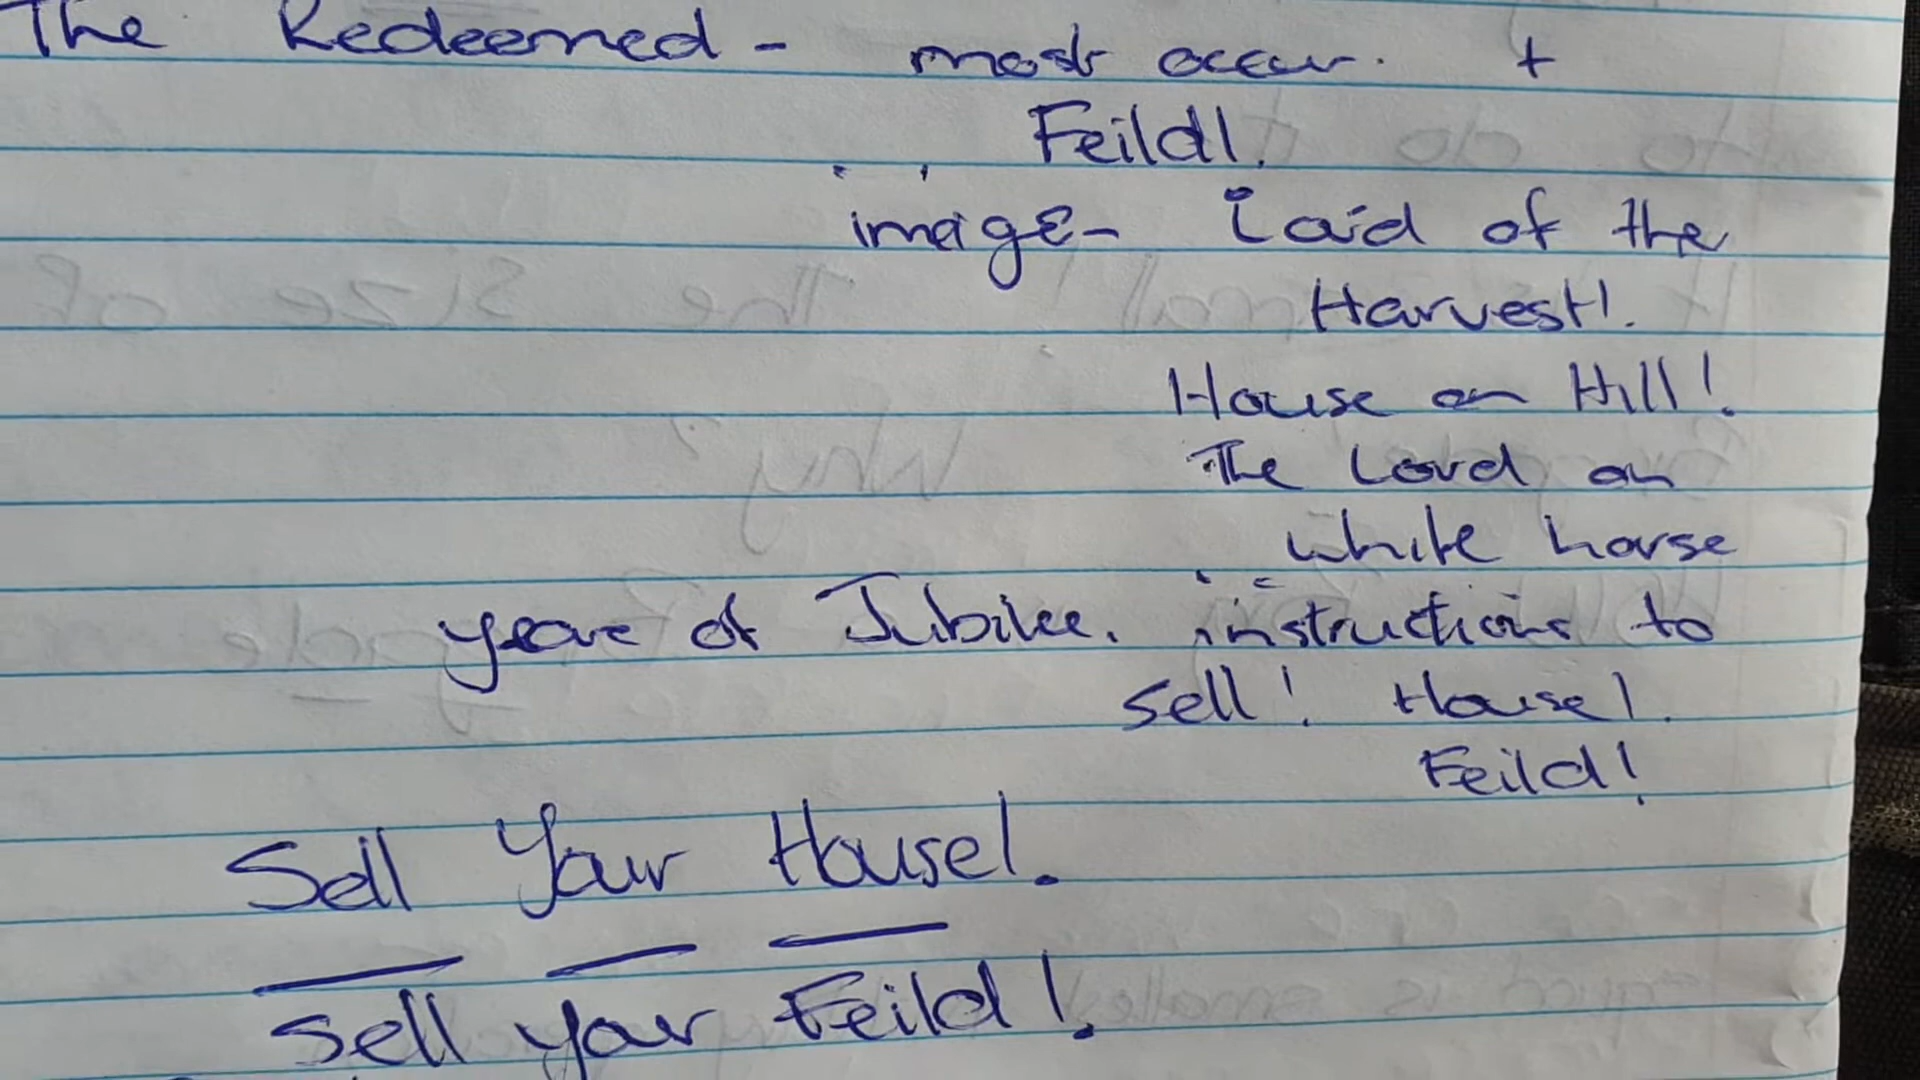 The Redeemed - most occur. +
Feild!.
image- Laid of the
Harvest!.
House on Hill!.
The Lord on
white horse
year of Jubilee. instructions to
sell! House!.
Feild!
Sell Your House!.
sell your Feild!.